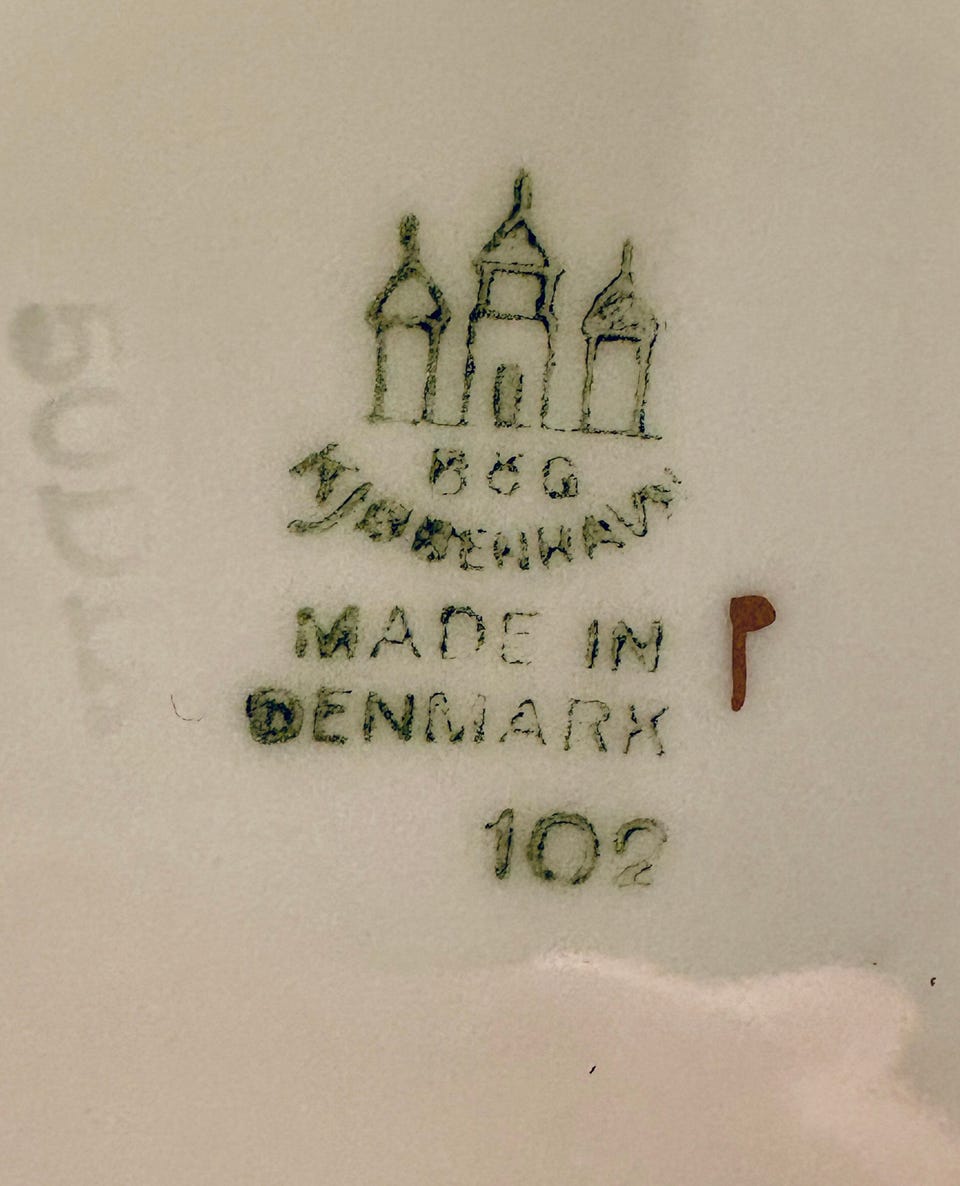 B&G
KJØBENHAVN
MADE IN
DENMARK
102